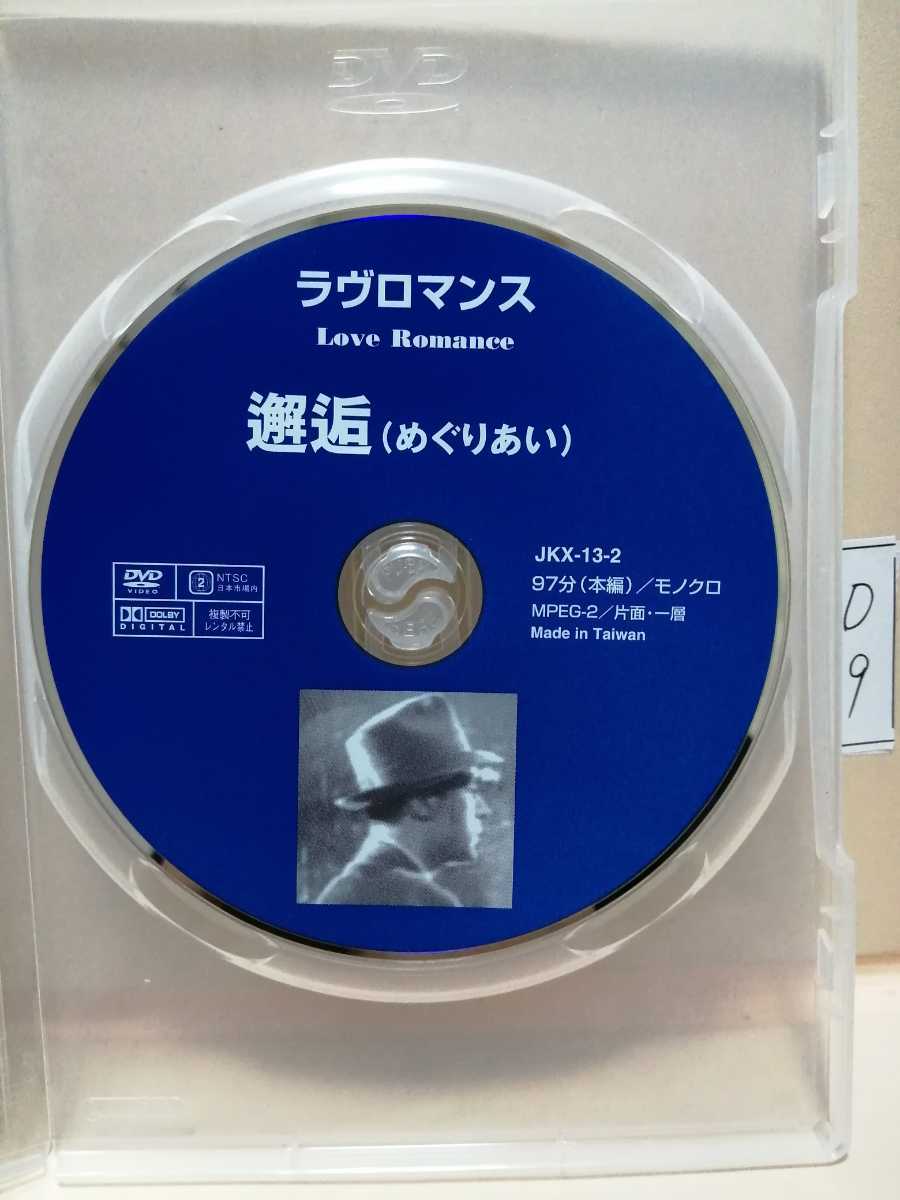 DVD
ラヴロマンス
Love Romance
邂逅（めぐりあい）
DVD
VIDEO
2
NTSC
日本市場内
DOLBY
DIGITAL
複製不可
レンタル禁止
JKX-13-2
97分（本編）／モノクロ
MPEG-2／片面・一層
Made in Taiwan
D
9